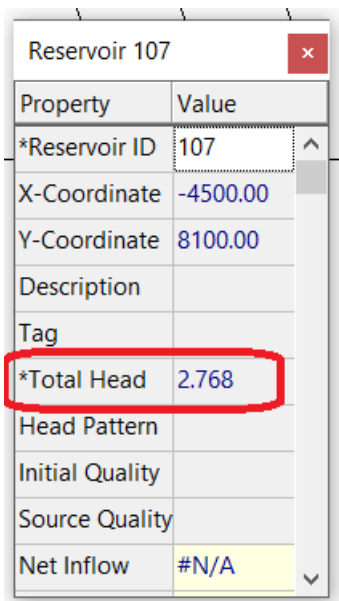 Reservoir 107 ×
Property Value
*Reservoir ID 107
X-Coordinate -4500.00
Y-Coordinate 8100.00
Description
Tag
*Total Head 2.768
Head Pattern
Initial Quality
Source Quality
Net Inflow #N/A